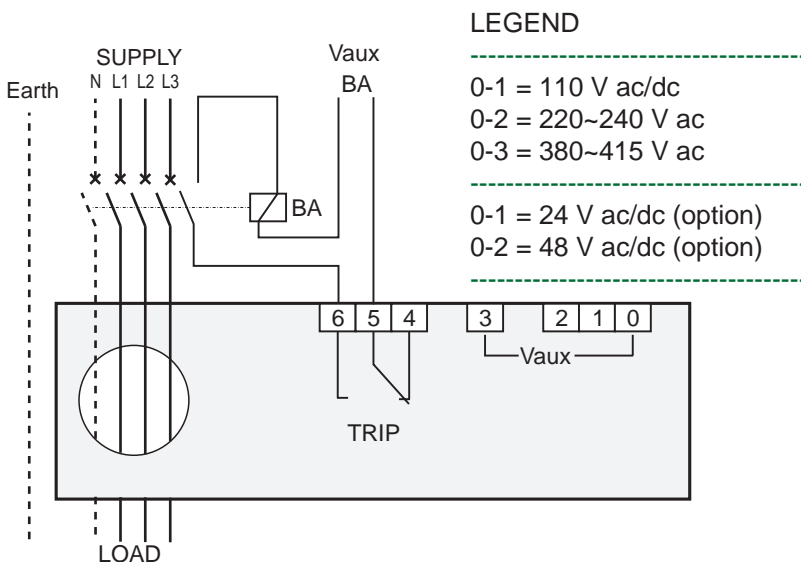 LEGEND
0-1 = 110 V ac/dc
0-2 = 220~240 V ac
0-3 = 380~415 V ac
0-1 = 24 V ac/dc (option)
0-2 = 48 V ac/dc (option)
SUPPLY
N L1 L2 L3
Earth
Vaux
BA
BA
6 5 4 3 2 1 0
Vaux
TRIP
LOAD